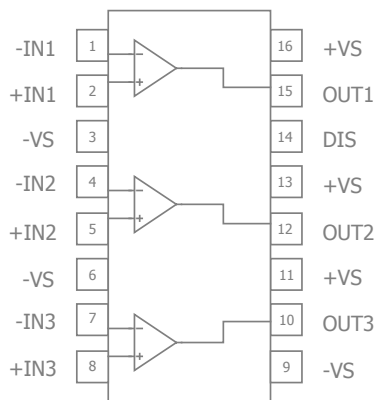 -IN1 1 16 +VS
+IN1 2 15 OUT1
-VS 3 14 DIS
-IN2 4 13 +VS
+IN2 5 12 OUT2
-VS 6 11 +VS
-IN3 7 10 OUT3
+IN3 8 9 -VS